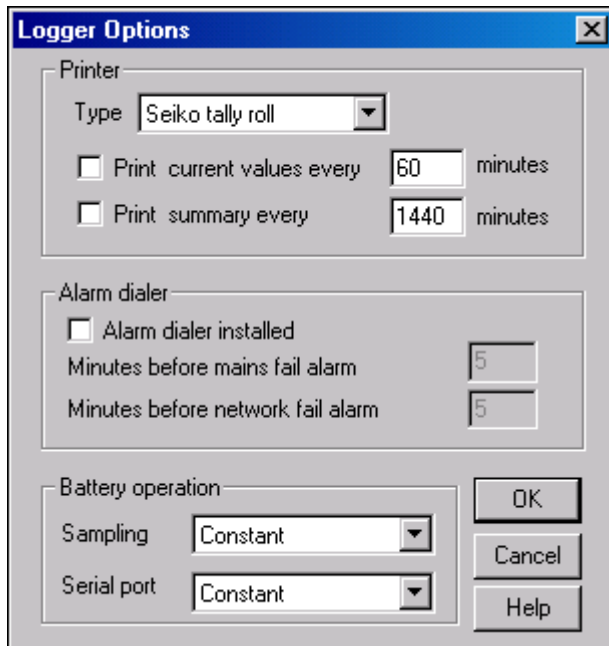 Logger Options
Printer
Type Seiko tally roll
Print current values every 60 minutes
Print summary every 1440 minutes
Alarm dialer
Alarm dialer installed
Minutes before mains fail alarm 5
Minutes before network fail alarm 5
Battery operation
Sampling Constant
Serial port Constant
OK
Cancel
Help